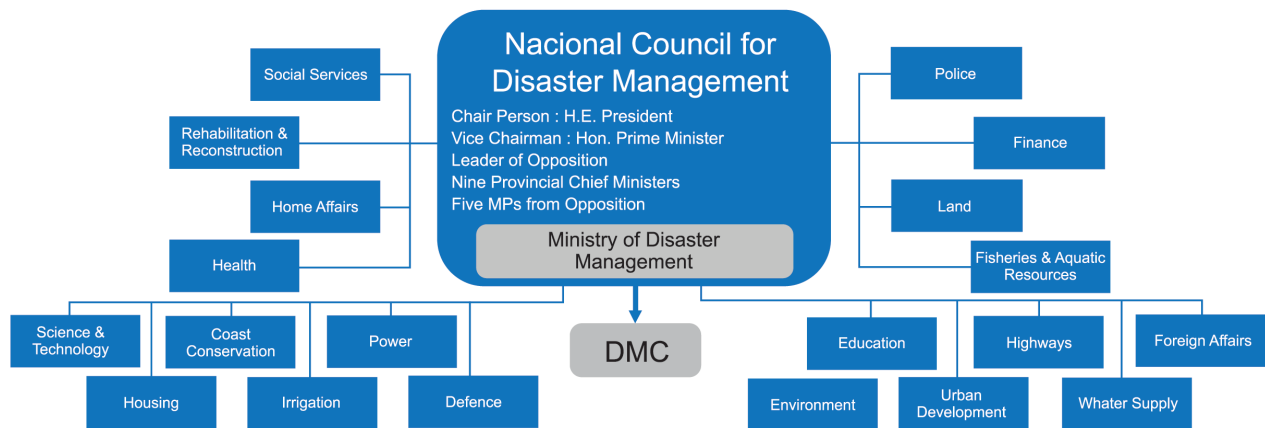 Nacional Council for
Disaster Management
Chair Person : H.E. President
Vice Chairman : Hon. Prime Minister
Leader of Opposition
Nine Provincial Chief Ministers
Five MPs from Opposition
Ministry of Disaster
Management
Social Services
Rehabilitation &
Reconstruction
Home Affairs
Health
Police
Finance
Land
Fisheries & Aquatic
Resources
Science &
Technology
Coast
Conservation
Power
Housing
Irrigation
Defence
DMC
Education
Highways
Foreign Affairs
Environment
Urban
Development
Whater Supply